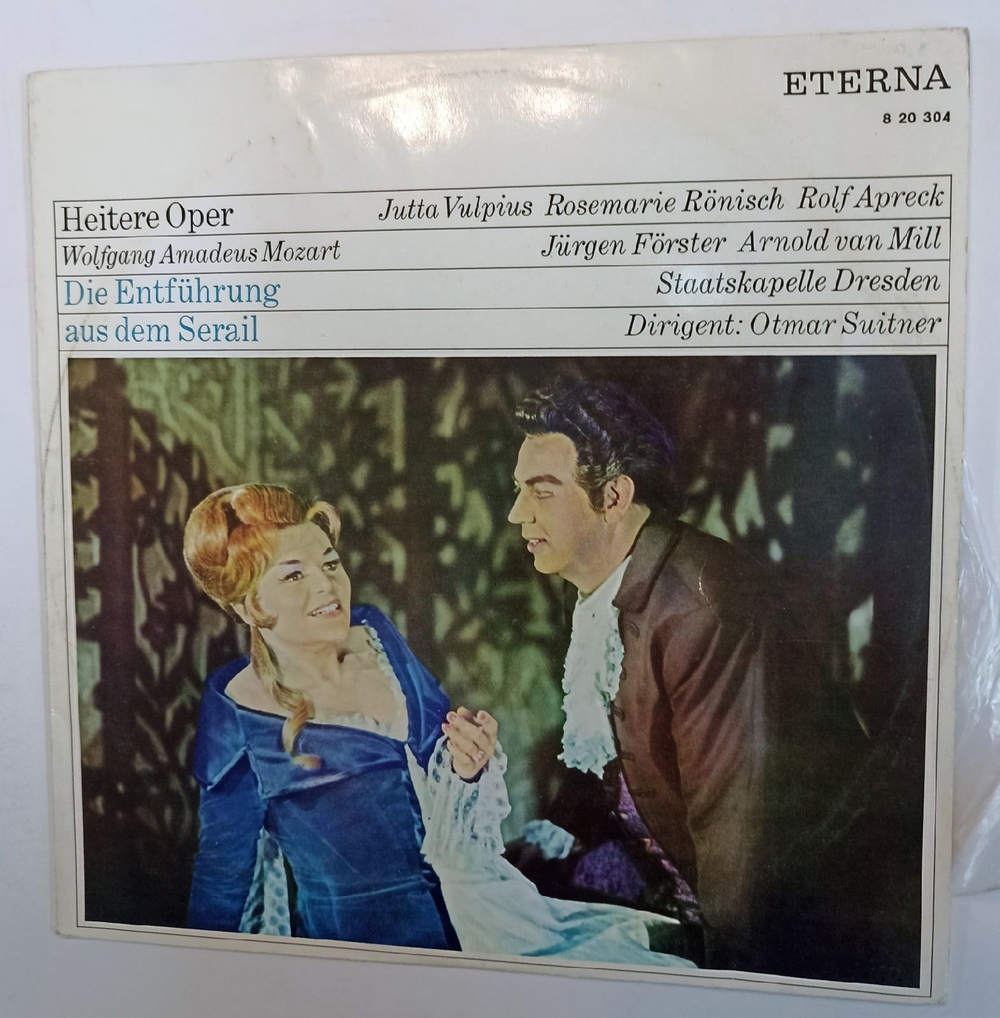 ETERNA
8 20 304
Heitere Oper Jutta Vulpius Rosemarie Rönisch Rolf Apreck
Wolfgang Amadeus Mozart Jürgen Förster Arnold van Mill
Die Entführung Staatskapelle Dresden
aus dem Serail Dirigent: Otmar Suitner